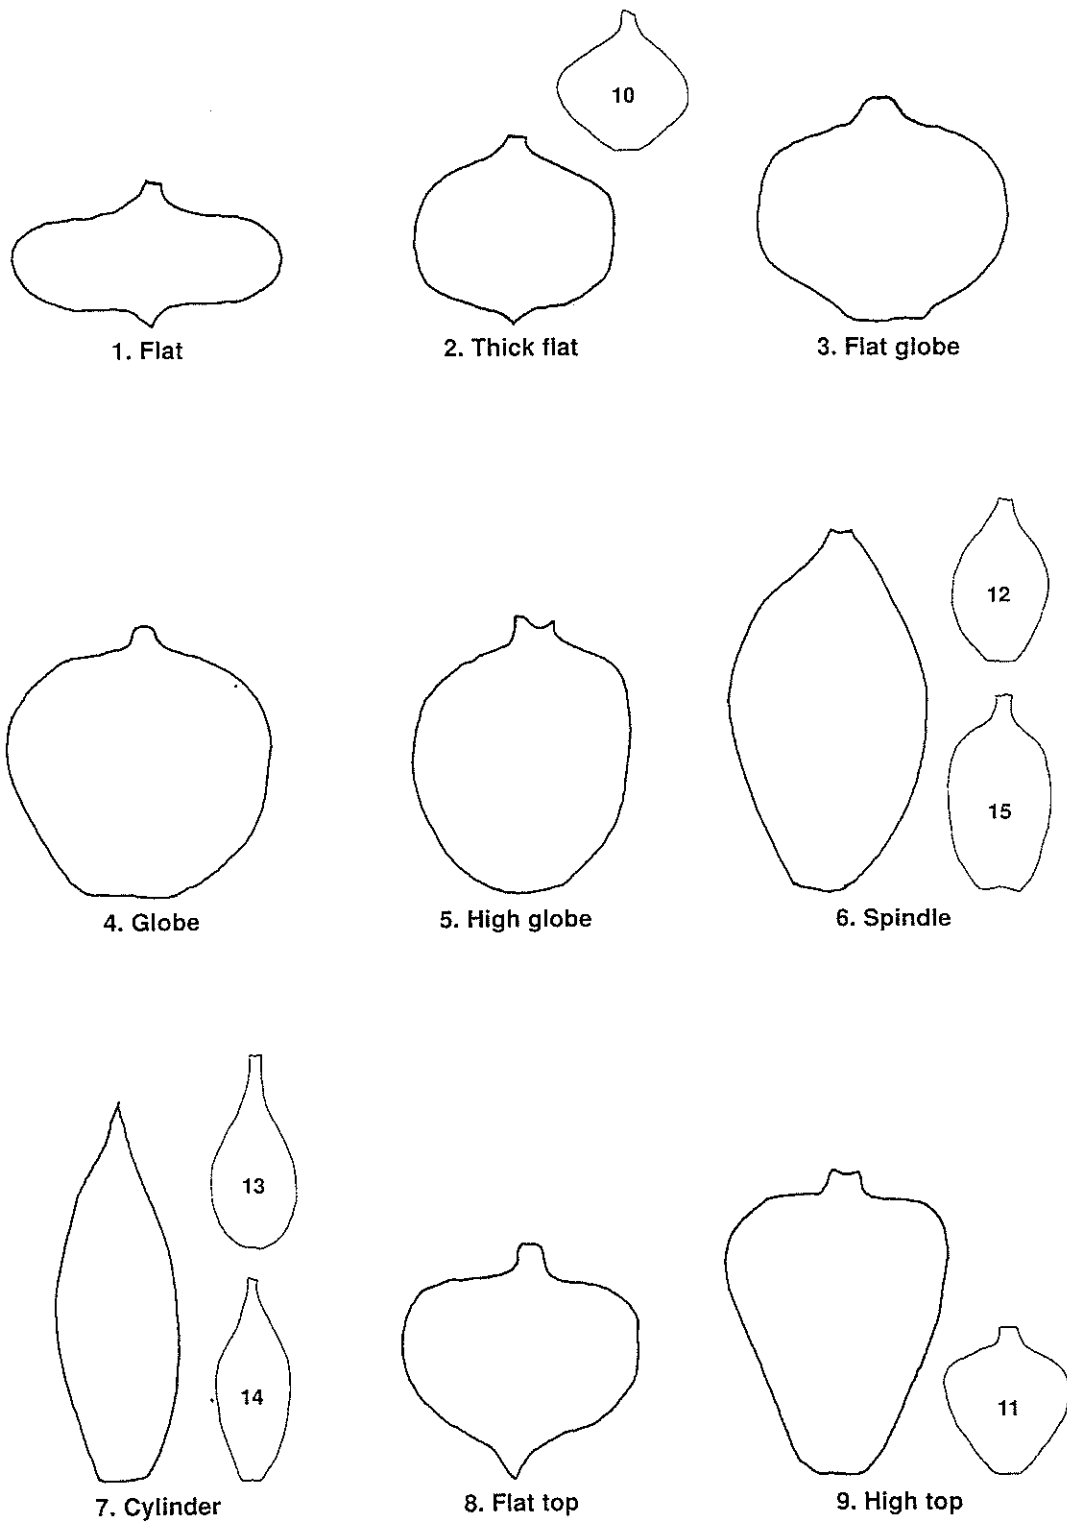 10
1. Flat
2. Thick flat
3. Flat globe
12
15
4. Globe
5. High globe
6. Spindle
13
14
11
7. Cylinder
8. Flat top
9. High top